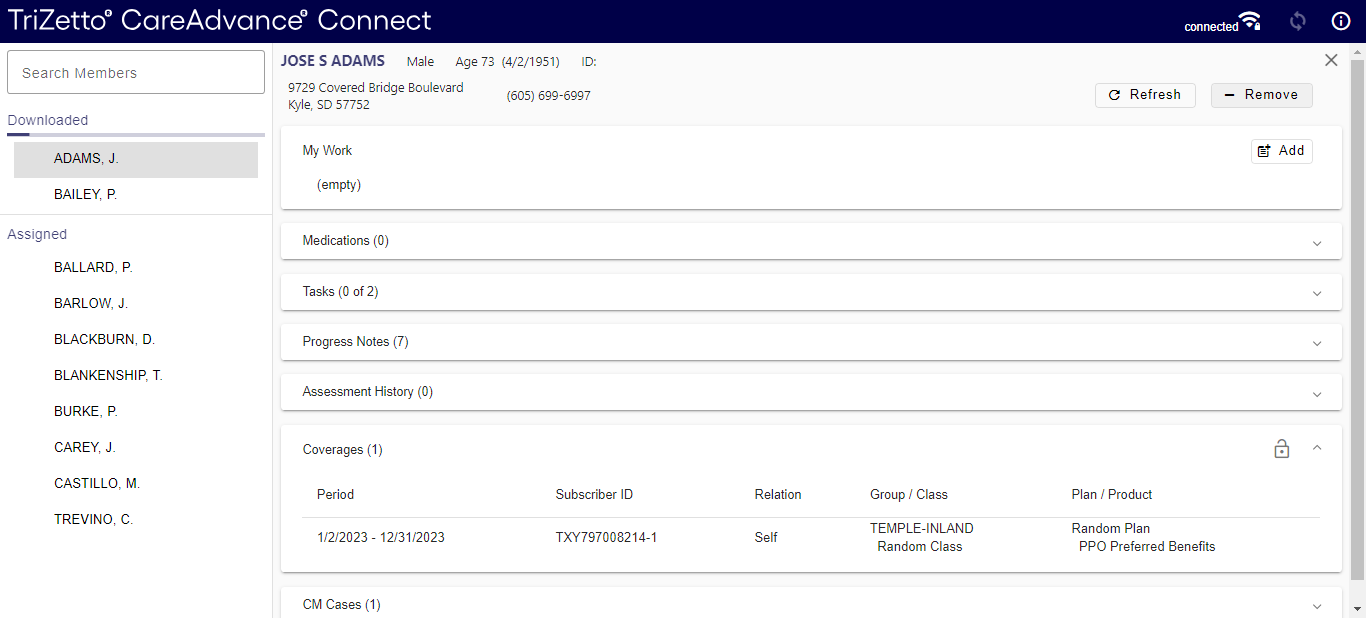 TriZetto® CareAdvance® Connect
connected
Search Members
Downloaded
ADAMS, J.
BAILEY, P.
Assigned
BALLARD, P.
BARLOW, J.
BLACKBURN, D.
BLANKENSHIP, T.
BURKE, P.
CAREY, J.
CASTILLO, M.
TREVINO, C.
JOSE S ADAMS Male Age 73 (4/2/1951) ID:
9729 Covered Bridge Boulevard
Kyle, SD 57752
(605) 699-6997
Refresh
Remove
My Work
Add
(empty)
Medications (0)
Tasks (0 of 2)
Progress Notes (7)
Assessment History (0)
Coverages (1)
Period Subscriber ID Relation Group / Class Plan / Product
1/2/2023 - 12/31/2023 TXY797008214-1 Self TEMPLE-INLAND Random Plan
Random Class PPO Preferred Benefits
CM Cases (1)